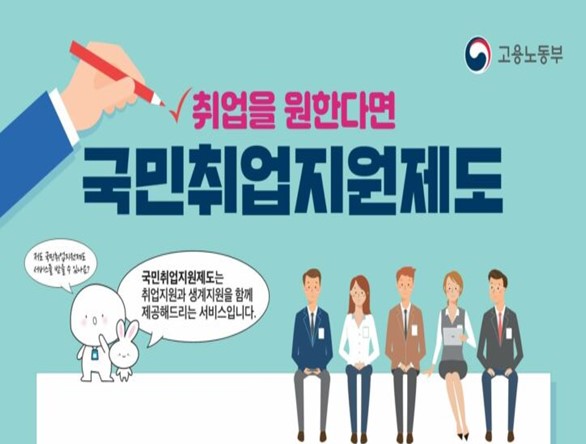 고용노동부
취업을 원한다면
국민취업지원제도
저도 국민취업지원제도
서비스를 받을 수 있나요?
국민취업지원제도는
취업지원과 생계지원을 함께
제공해드리는 서비스입니다.